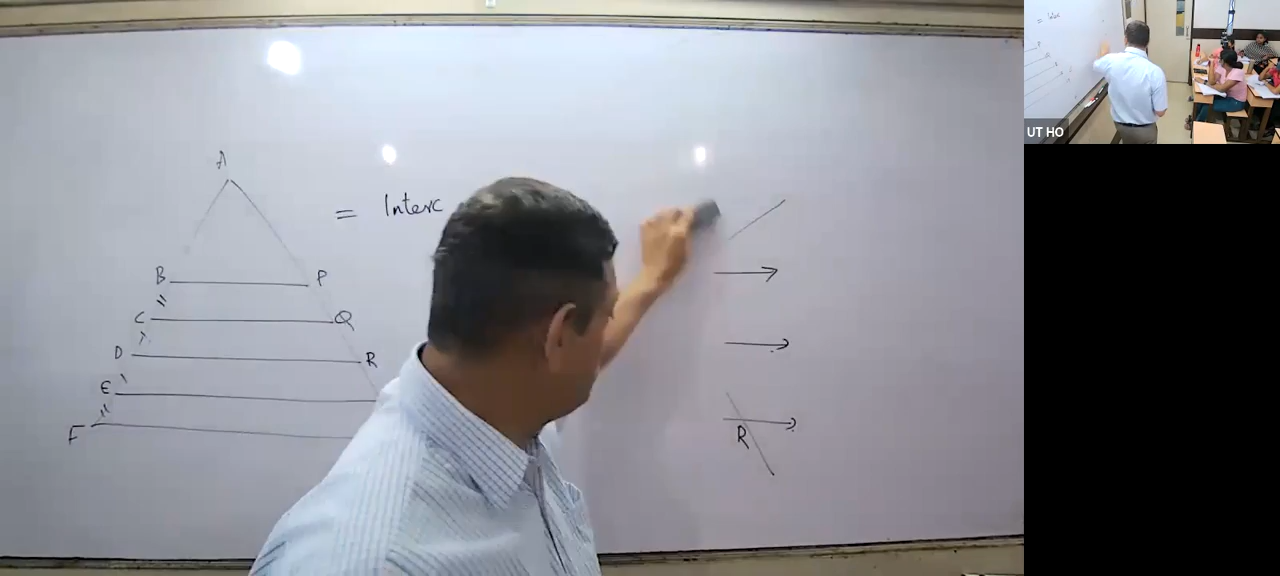 A
= Interc
B P
C Q
D R
E
F
R
UT HO